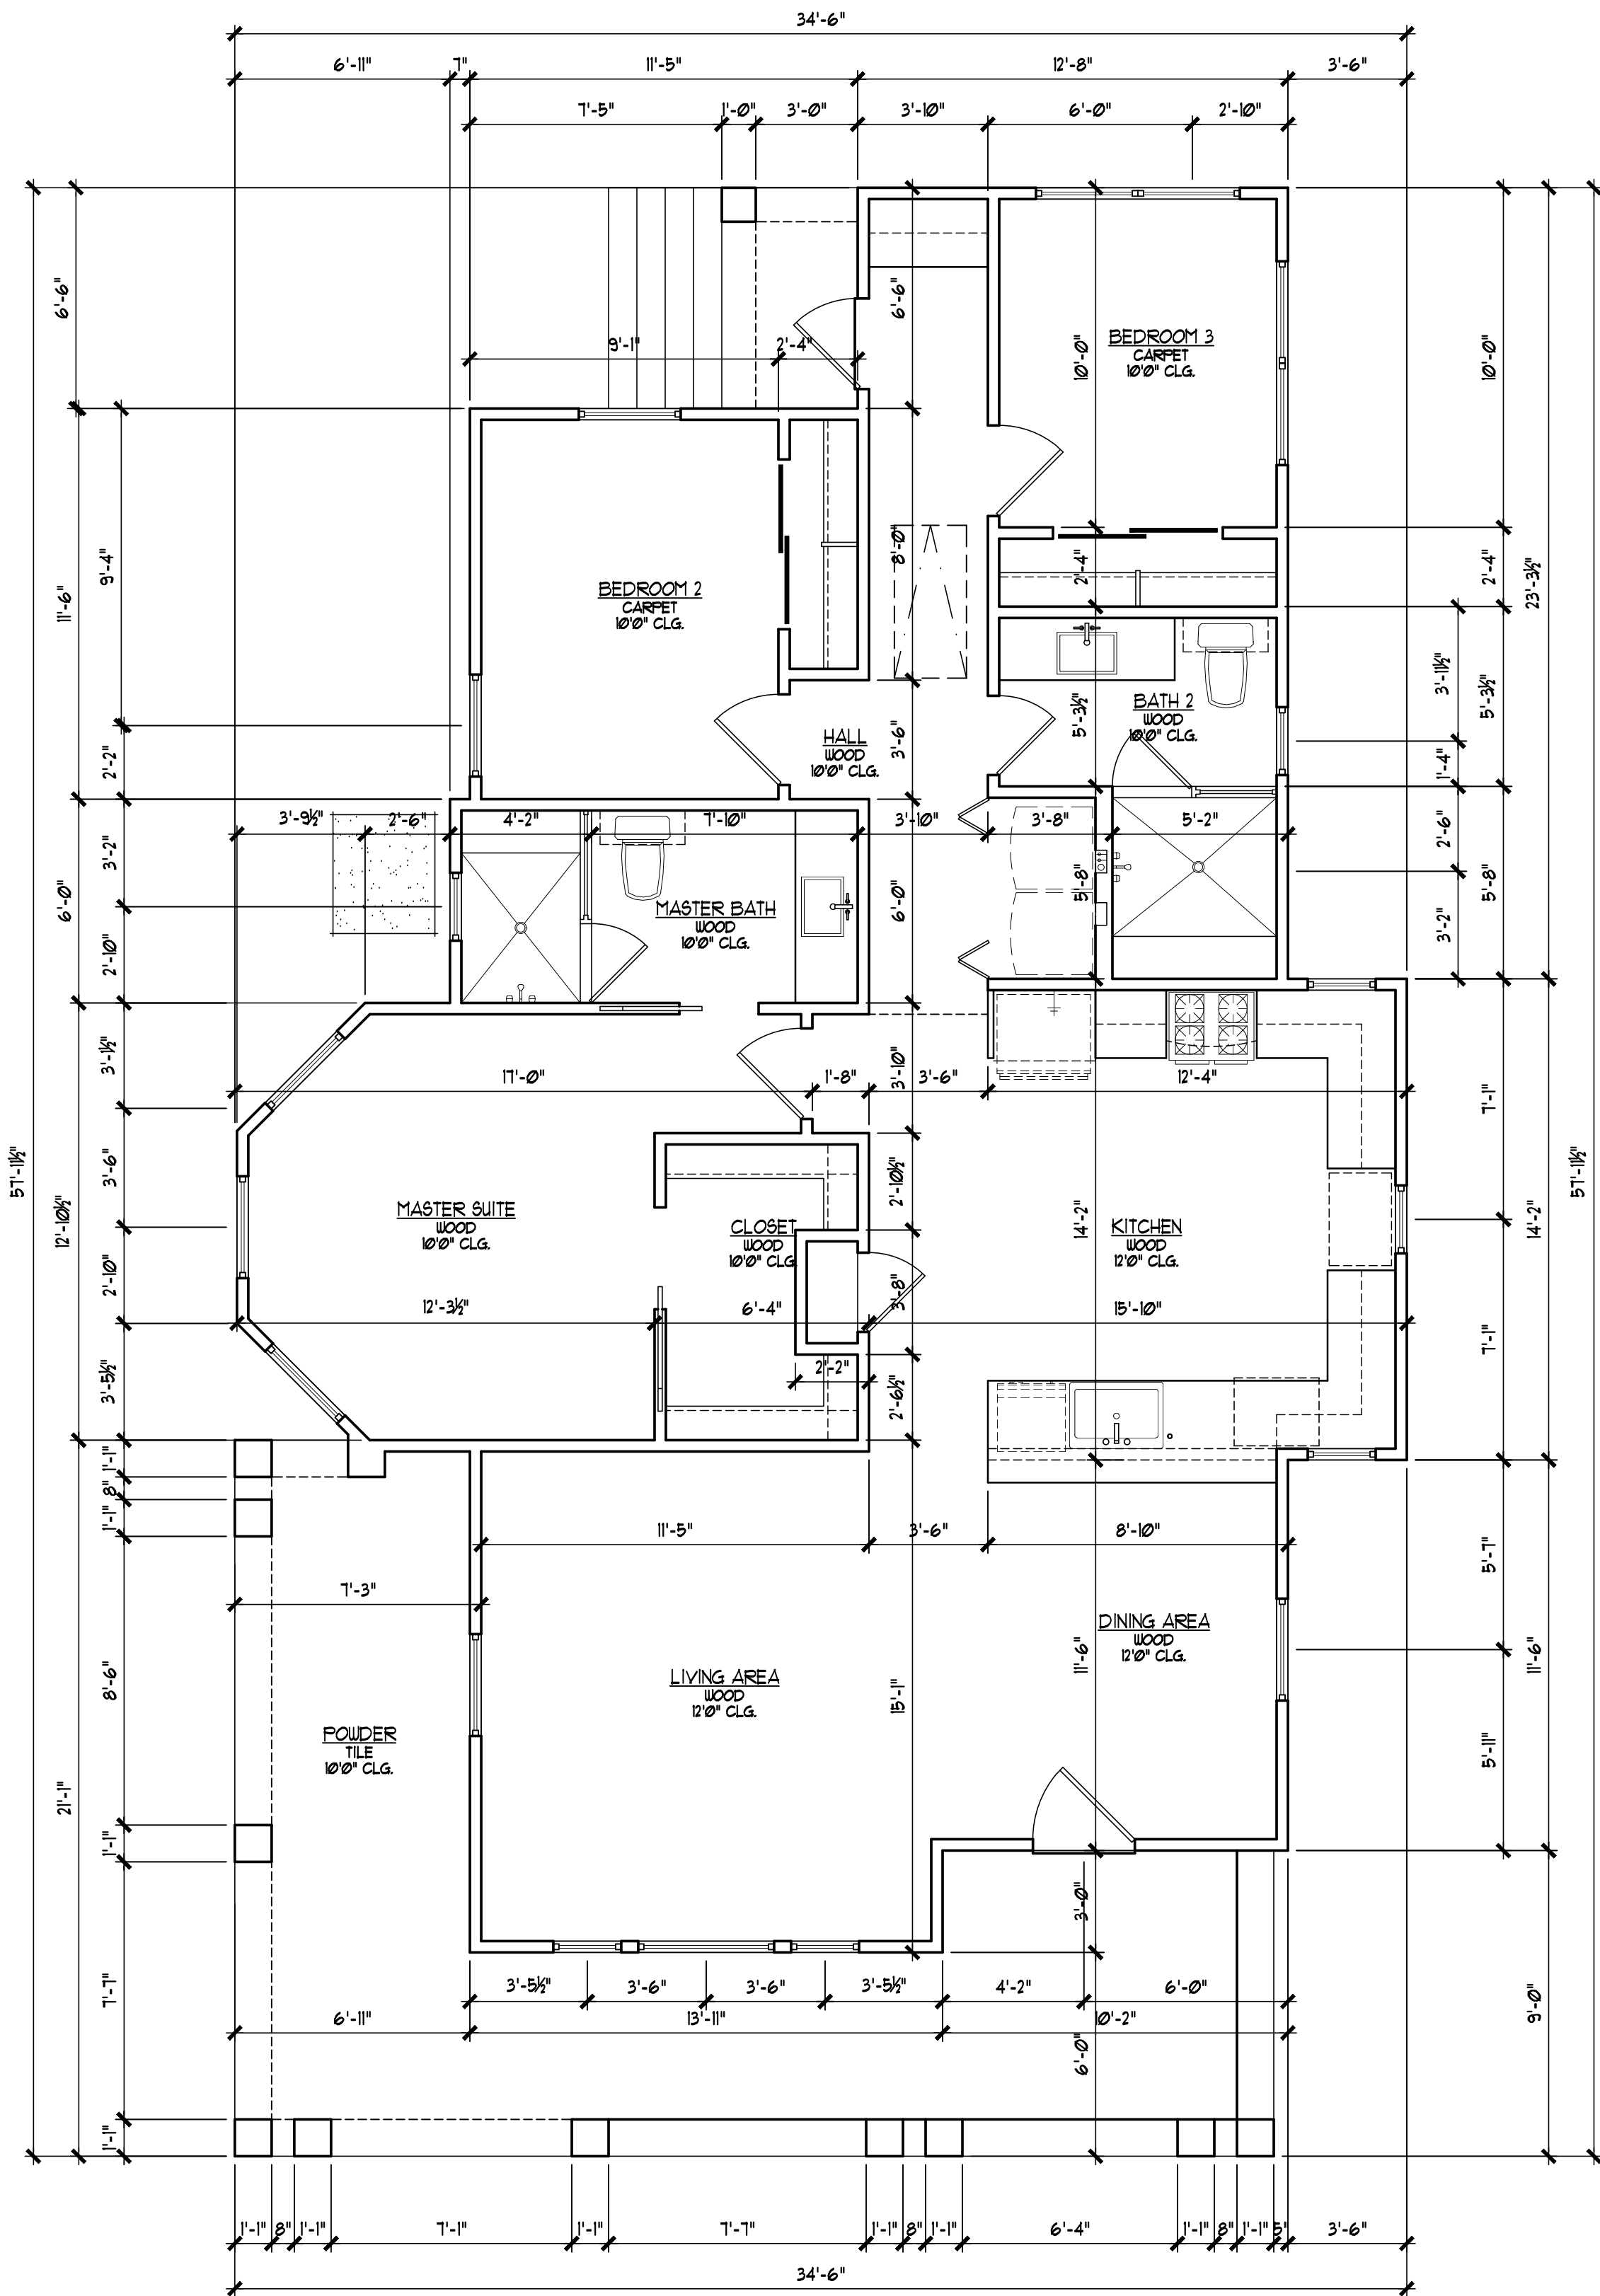 34'-6"
6'-11" 7" 11'-5" 12'-8" 3'-6"
7'-5" 1'-0" 3'-0" 3'-10" 6'-0" 2'-10"
6'-6"
6'-6"
9'-1" 2'-4"
10'-0"
BEDROOM 3
CARPET
10'0" CLG.
10'-0"
9'-4"
11'-6"
BEDROOM 2
CARPET
10'0" CLG.
8'-0"
2'-4"
2'-4"
23'-3½"
3'-11½"
5'-3½"
5'-3½"
BATH 2
WOOD
10'0" CLG.
HALL
WOOD
10'0" CLG.
3'-6"
2'-2"
1'-4"
3'-9½" 2'-6" 4'-2" 7'-10" 3'-10" 3'-8" 5'-2"
3'-2"
2'-6"
6'-0"
6'-0"
5'-8"
5'-8"
MASTER BATH
WOOD
10'0" CLG.
2'-10"
3'-2"
3'-1½"
17'-0" 1'-8" 3'-10" 3'-6" 12'-4"
7'-1"
57'-11½"
57'-11½"
3'-6"
2'-10½"
12'-10½"
MASTER SUITE
WOOD
10'0" CLG.
CLOSET
WOOD
10'0" CLG.
14'-2"
KITCHEN
WOOD
12'0" CLG.
14'-2"
2'-10"
3'-8"
12'-3½" 6'-4" 15'-10"
7'-1"
2'-2"
3'-5½"
2'-6½"
1'-1"
8"
1'-1"
11'-5" 3'-6" 8'-10"
5'-7"
7'-3"
DINING AREA
WOOD
12'0" CLG.
11'-6"
11'-6"
8'-6"
LIVING AREA
WOOD
12'0" CLG.
15'-1"
POWDER
TILE
10'0" CLG.
5'-11"
21'-1"
1'-1"
3'-0"
7'-7"
3'-5½" 3'-6" 3'-6" 3'-5½" 4'-2" 6'-0"
6'-11" 13'-11" 10'-2"
9'-0"
6'-0"
1'-1"
1'-1" 8" 1'-1" 7'-1" 1'-1" 7'-7" 1'-1" 8" 1'-1" 6'-4" 1'-1" 8" 1'-1" 5" 3'-6"
34'-6"